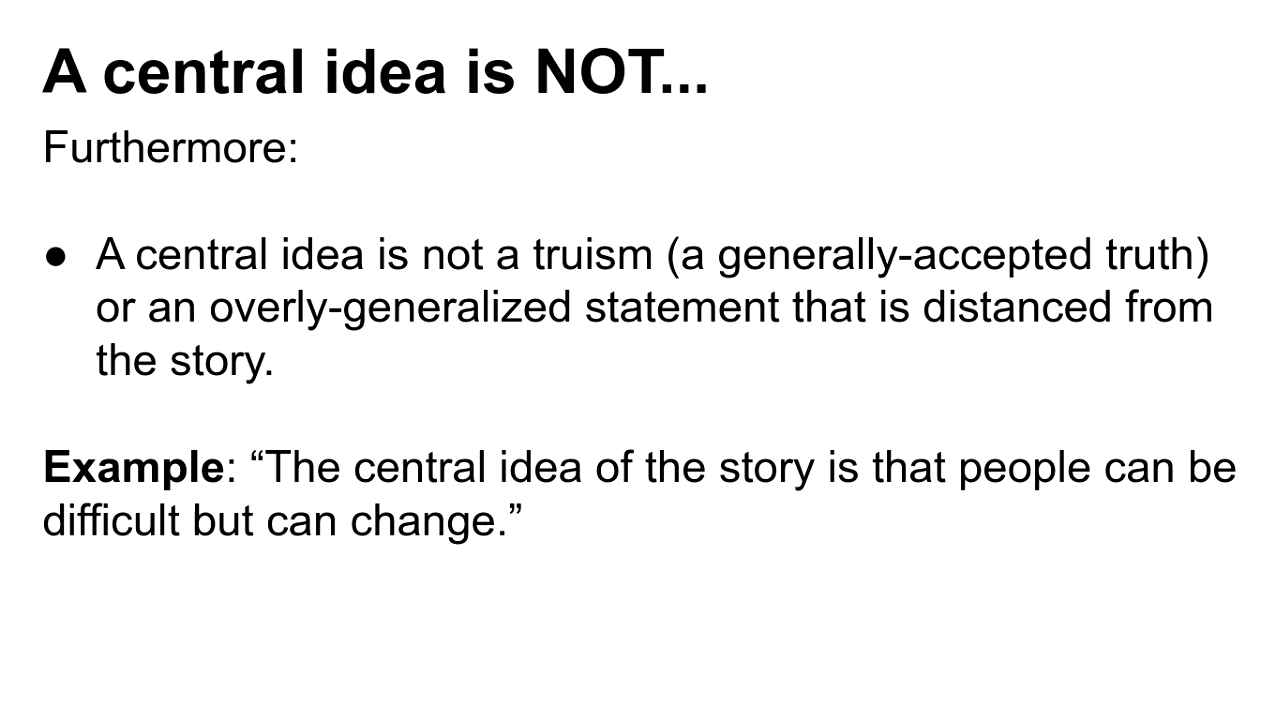 A central idea is NOT...
Furthermore:
● A central idea is not a truism (a generally-accepted truth)
or an overly-generalized statement that is distanced from
the story.
Example: “The central idea of the story is that people can be
difficult but can change.”